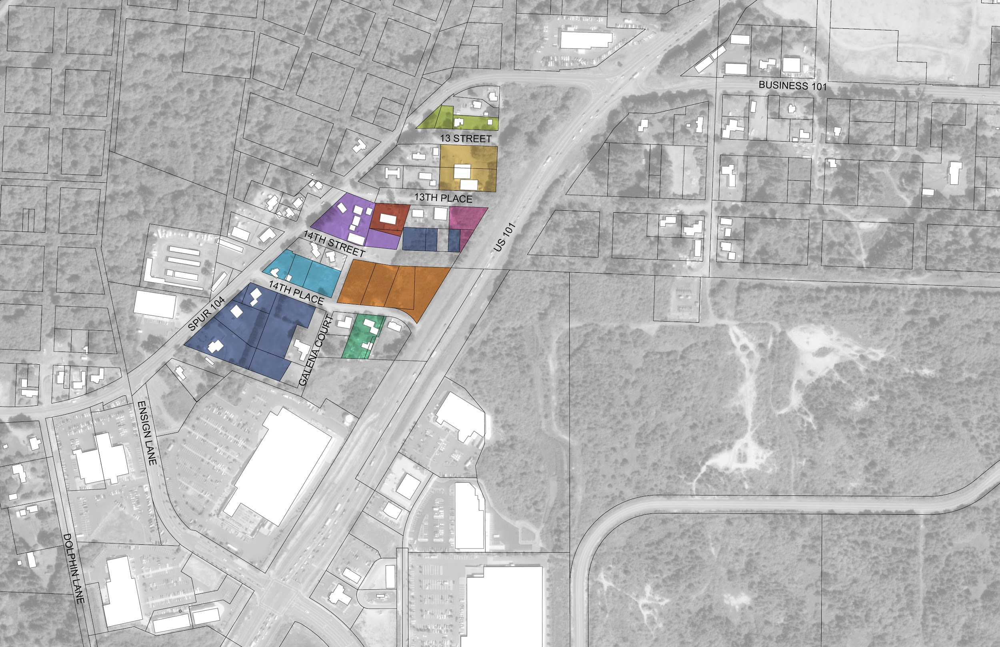 BUSINESS 101
13 STREET
13TH PLACE
US 101
14TH STREET
14TH PLACE
SPUR 104
GALENA COURT
ENSIGN LANE
DOLPHIN LANE